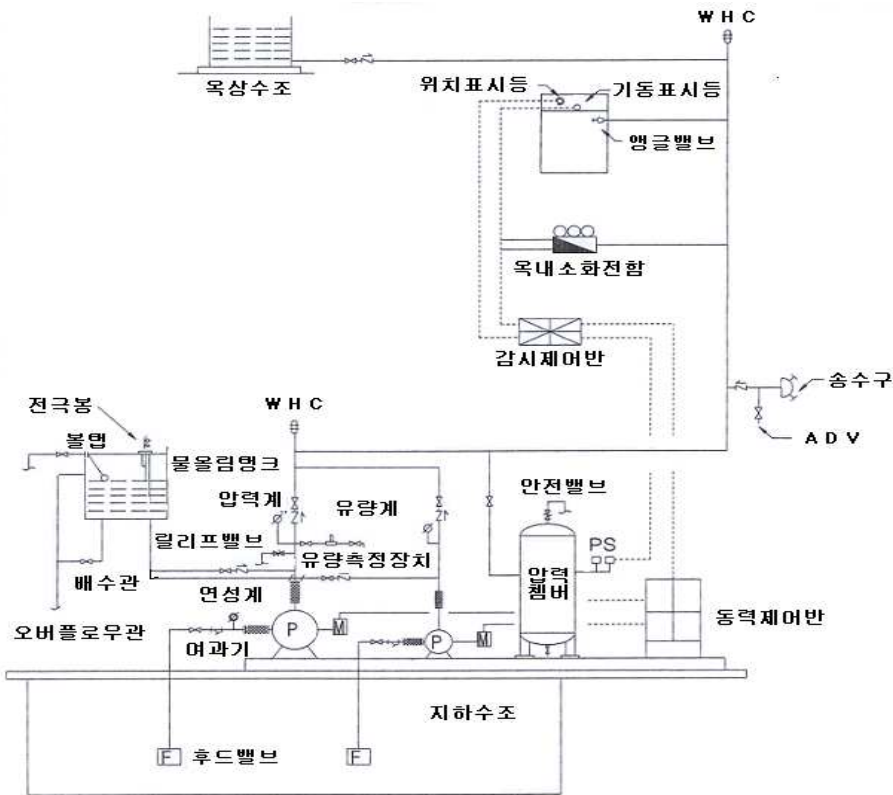 WHC
옥상수조
위치표시등
기동표시등
앵글밸브
옥내소화전함
감시제어반
송수구
ADV
전극봉
WHC
볼탭
물올림탱크
압력계
유량계
안전밸브
릴리프밸브
유량측정장치
PS
압력
쳄버
배수관
연성계
동력제어반
오버플로우관
P
M
P
M
여과기
지하수조
F
후드밸브
F